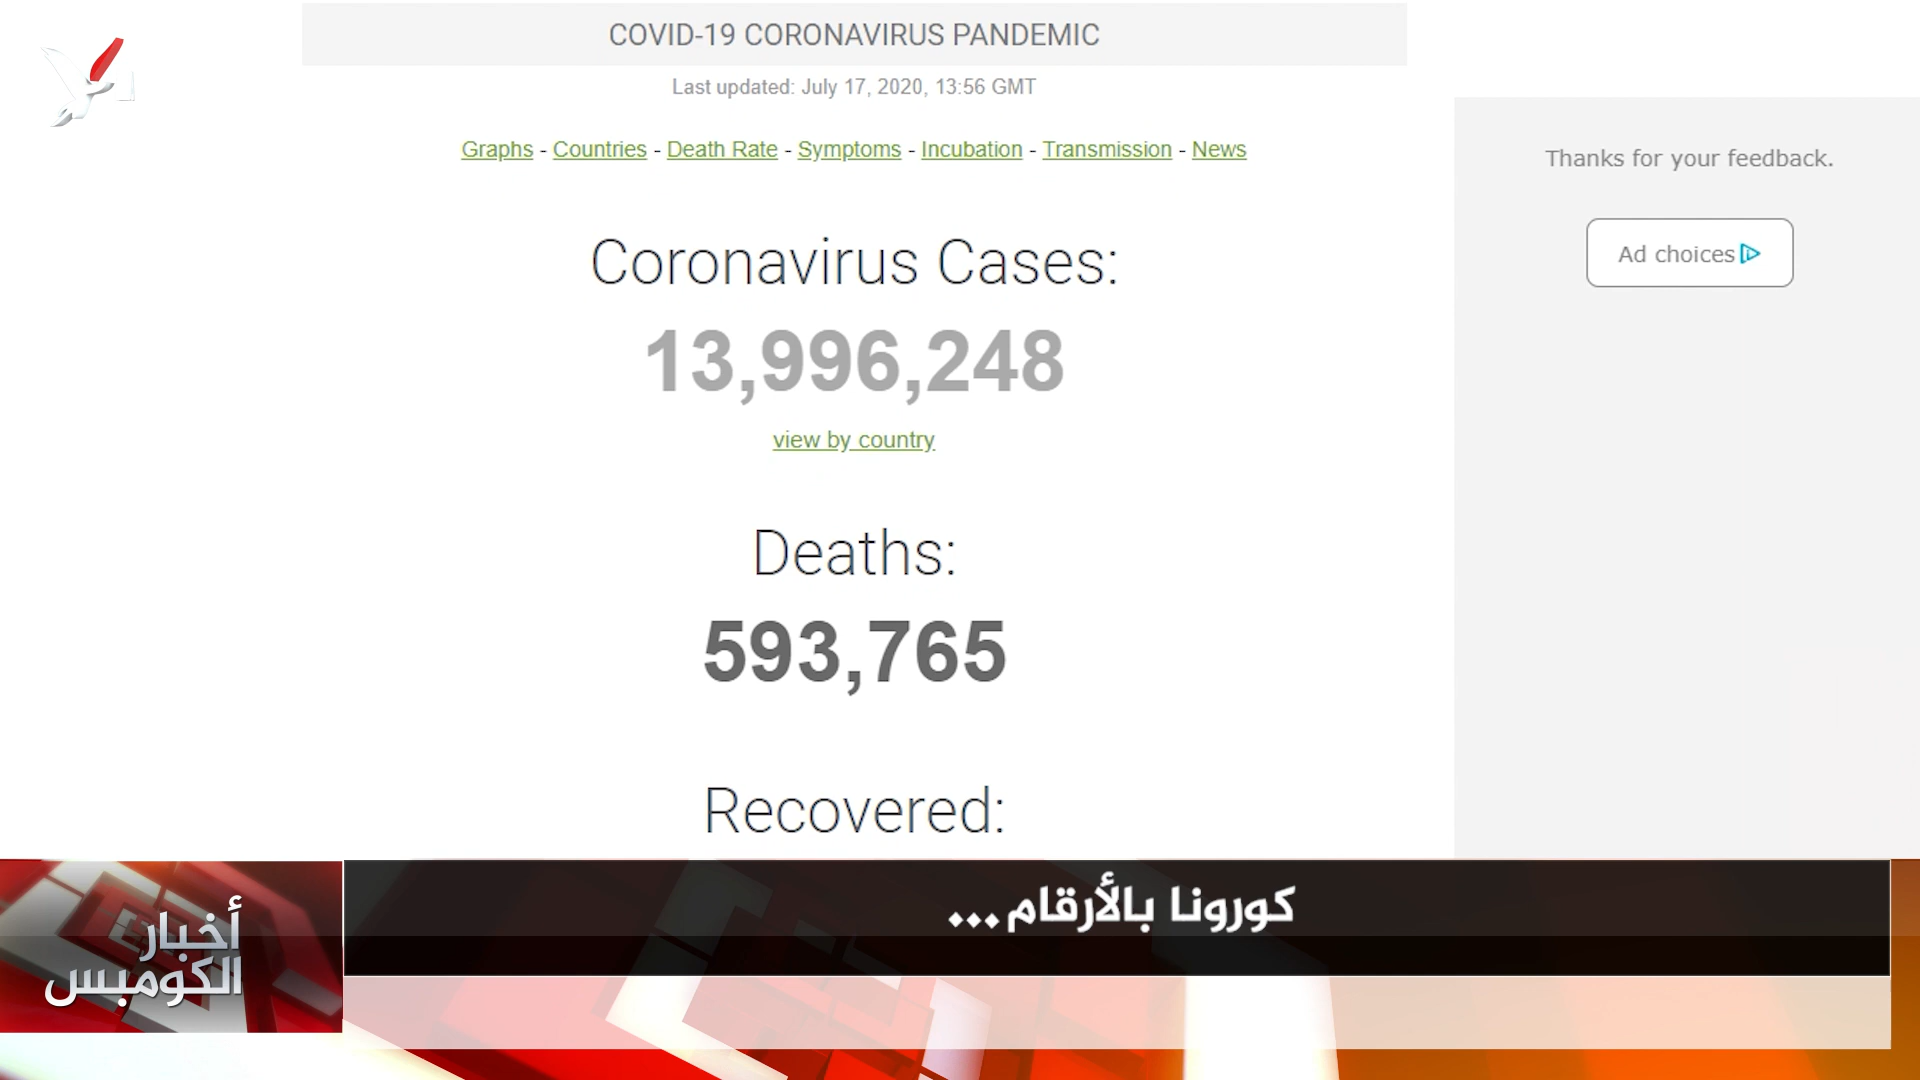 COVID-19 CORONAVIRUS PANDEMIC
Last updated: July 17, 2020, 13:56 GMT
Graphs - Countries - Death Rate - Symptoms - Incubation - Transmission - News
Thanks for your feedback.
Ad choices
Coronavirus Cases:
13,996,248
view by country
Deaths:
593,765
Recovered:
كورونا بالأرقام...
أخبار
الكومبس